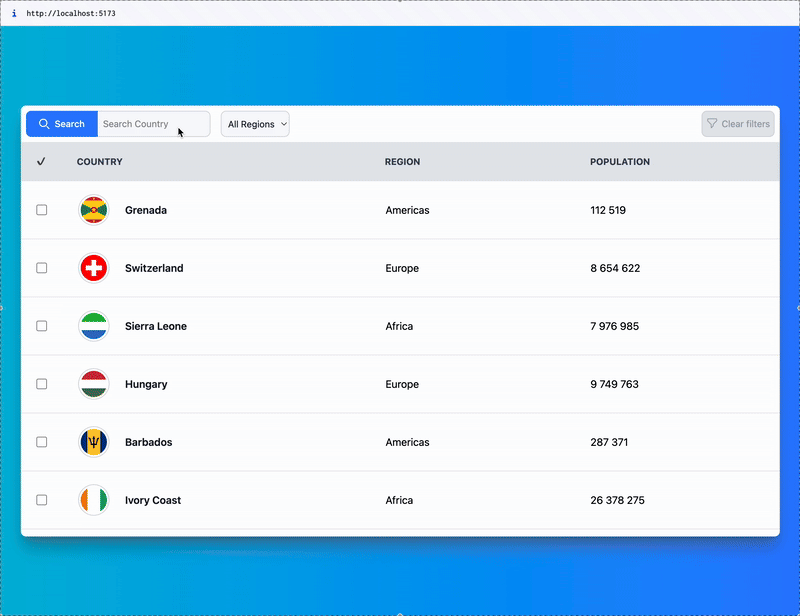 http://localhost:5173
Search Search Country All Regions Clear filters
✓ COUNTRY REGION POPULATION
Grenada Americas 112 519
Switzerland Europe 8 654 622
Sierra Leone Africa 7 976 985
Hungary Europe 9 749 763
Barbados Americas 287 371
Ivory Coast Africa 26 378 275